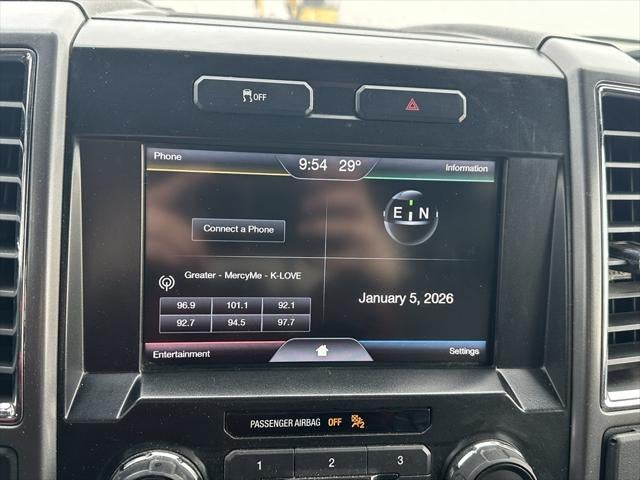 OFF
Phone
9:54 29°
Information
E N
Connect a Phone
Greater - MercyMe - K-LOVE
96.9 101.1 92.1
92.7 94.5 97.7
January 5, 2026
Entertainment
Settings
PASSENGER AIRBAG OFF 2
1 2 3